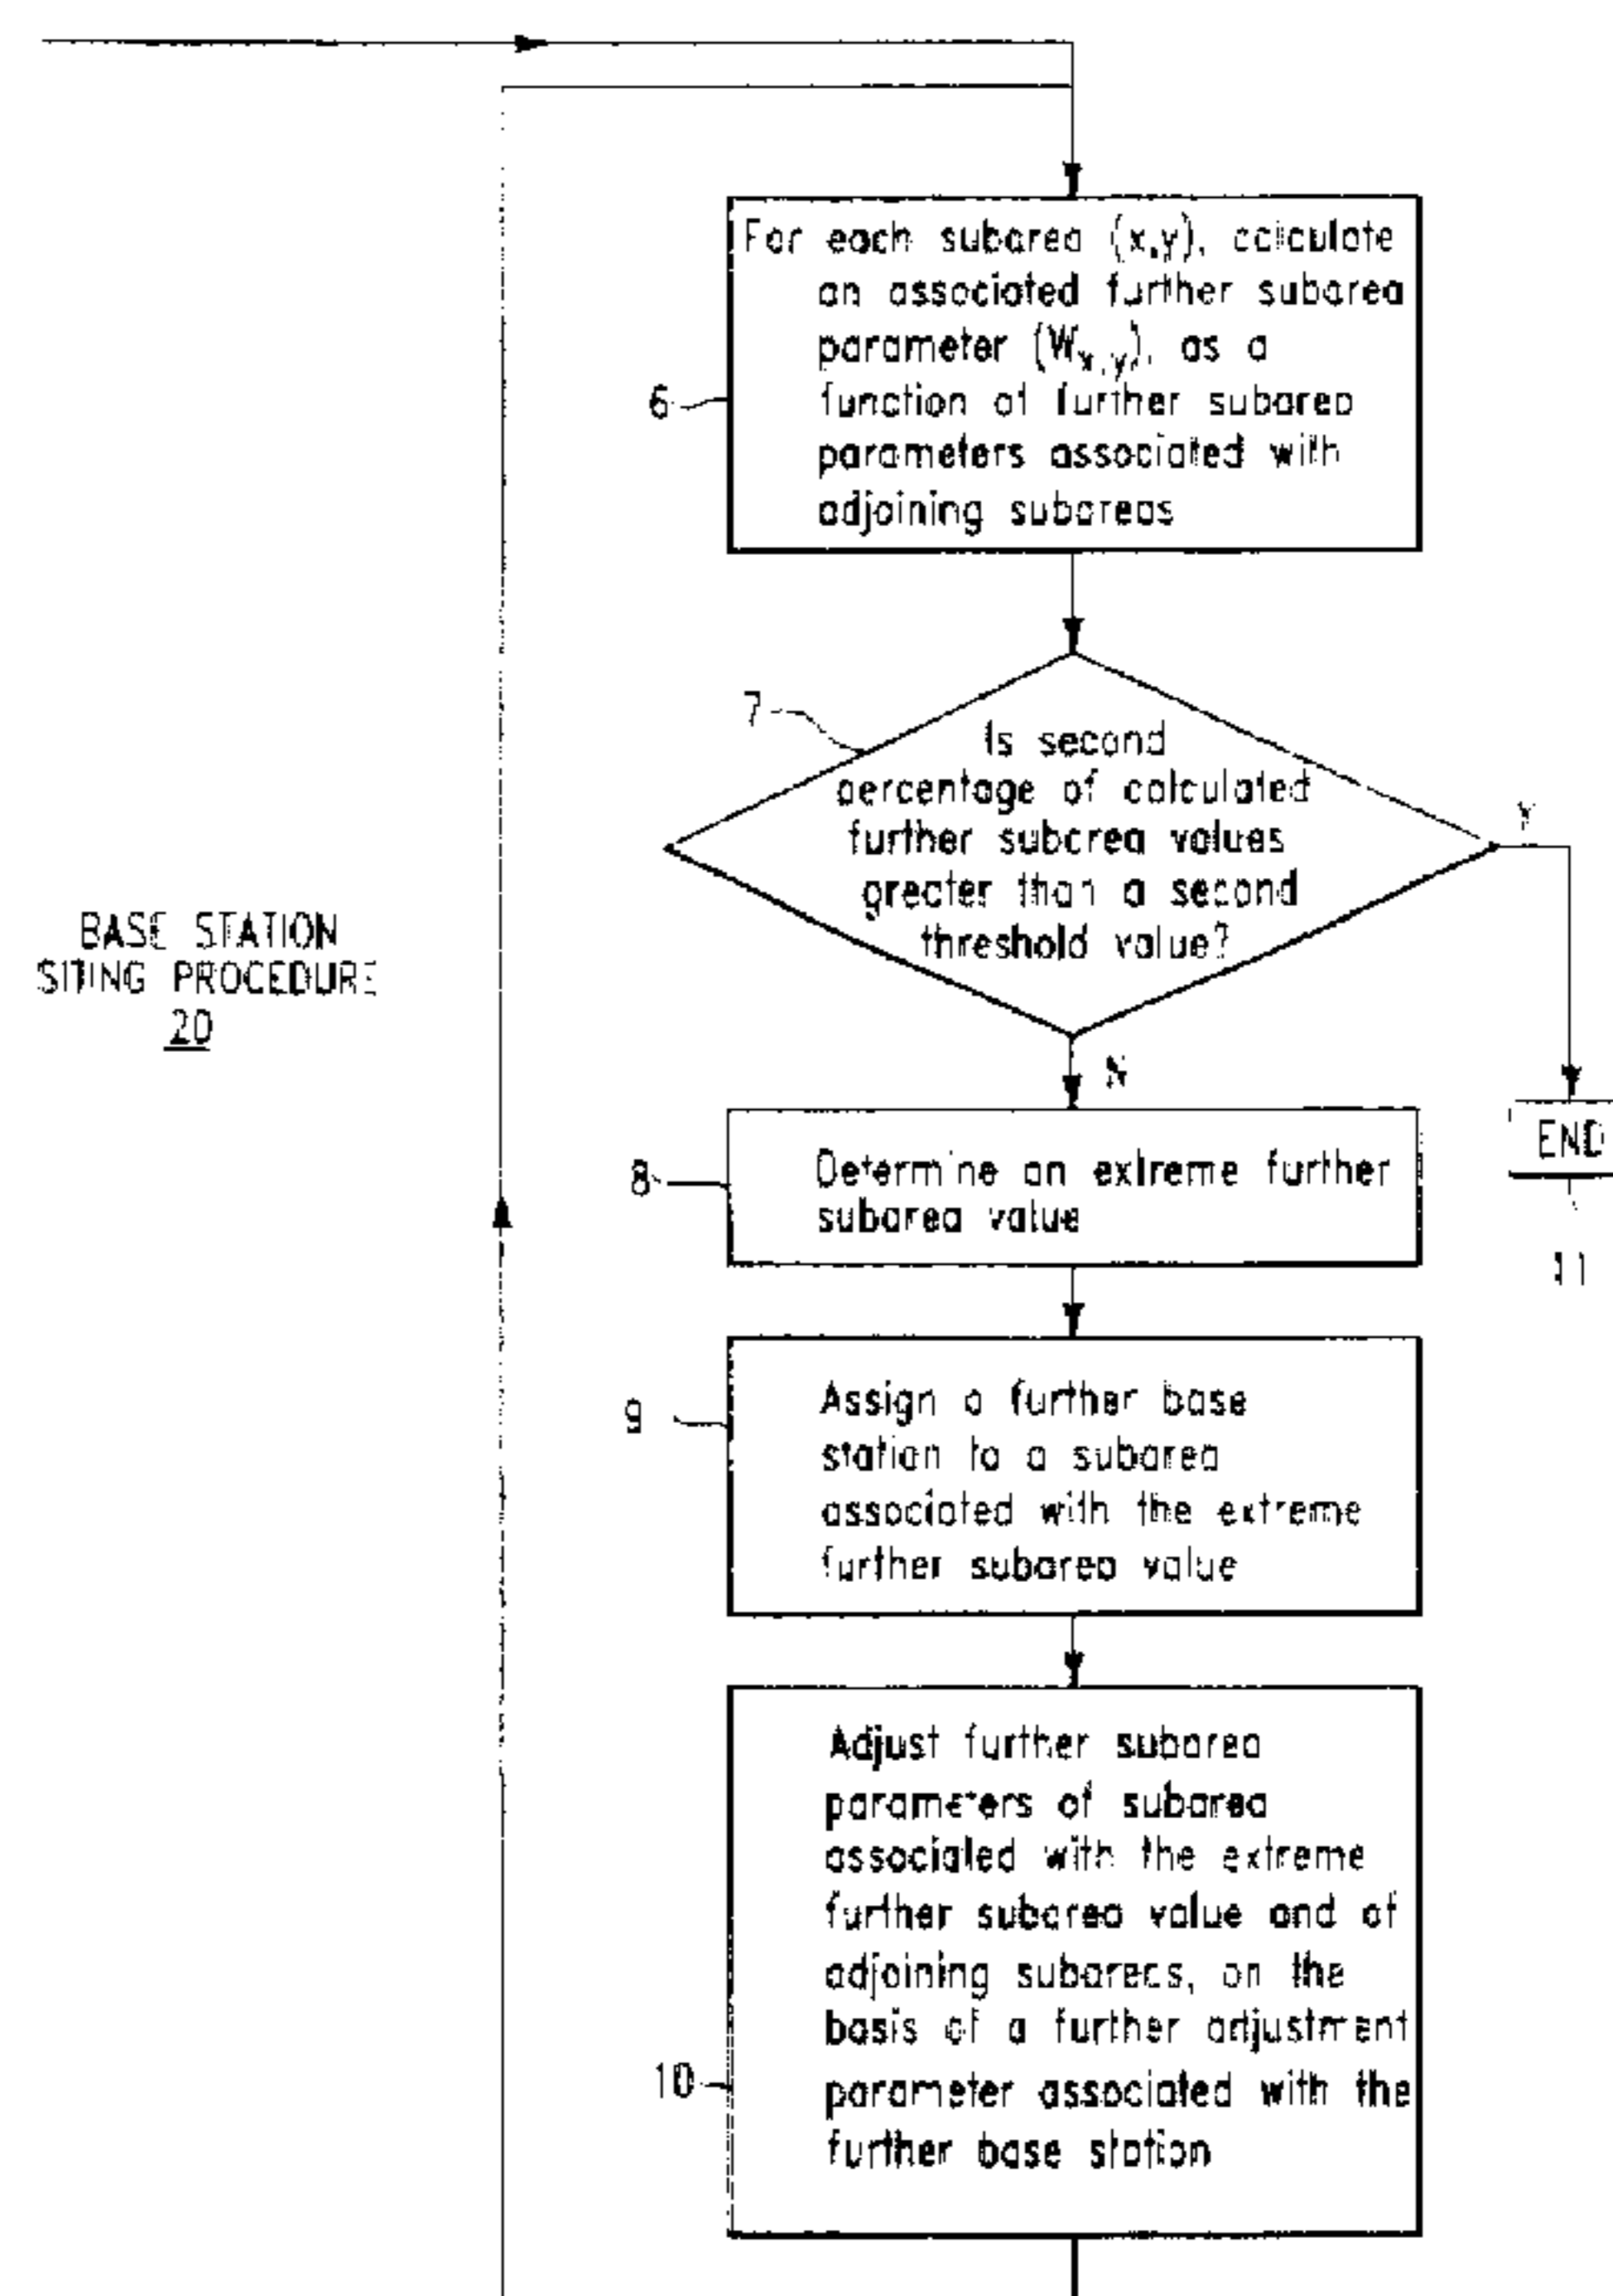 For each subarea (x,y), calculate
an associated further subarea
parameter (Wx,y), as a
function of further subarea
parameters associated with
adjoining subareas
6
7
Is second
percentage of calculated
further subarea values
greater than a second
threshold value?
Y
BASE STATION
SITING PROCEDURE
20
N
END
11
8
Determine an extreme further
subarea value
9
Assign a further base
station to a subarea
associated with the extreme
further subarea value
Adjust further subarea
parameters of subarea
associated with the extreme
further subarea value and of
adjoining subareas, on the
basis of a further adjustment
parameter associated with the
further base station
10